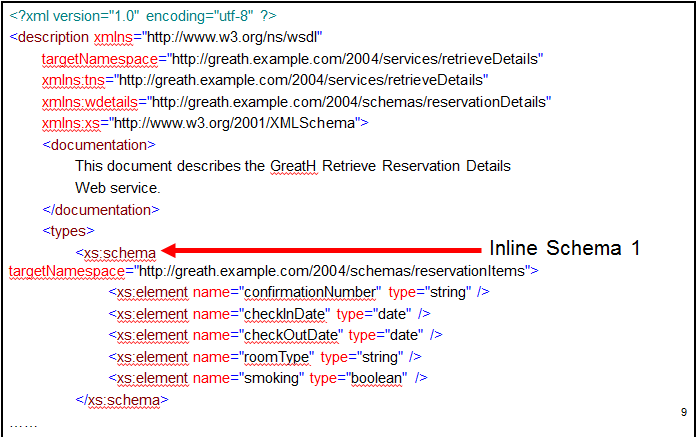 <?xml version="1.0" encoding="utf-8" ?>
<description xmlns="http://www.w3.org/ns/wsdl"
targetNamespace="http://greath.example.com/2004/services/retrieveDetails"
xmlns:tns="http://greath.example.com/2004/services/retrieveDetails"
xmlns:wdetails="http://greath.example.com/2004/schemas/reservationDetails"
xmlns:xs="http://www.w3.org/2001/XMLSchema">
<documentation>
This document describes the GreatH Retrieve Reservation Details
Web service.
</documentation>
<types>
<xs:schema
Inline Schema 1
targetNamespace="http://greath.example.com/2004/schemas/reservationItems">
<xs:element name="confirmationNumber" type="string" />
<xs:element name="checkInDate" type="date" />
<xs:element name="checkOutDate" type="date" />
<xs:element name="roomType" type="string" />
<xs:element name="smoking" type="boolean" />
</xs:schema>
9
……